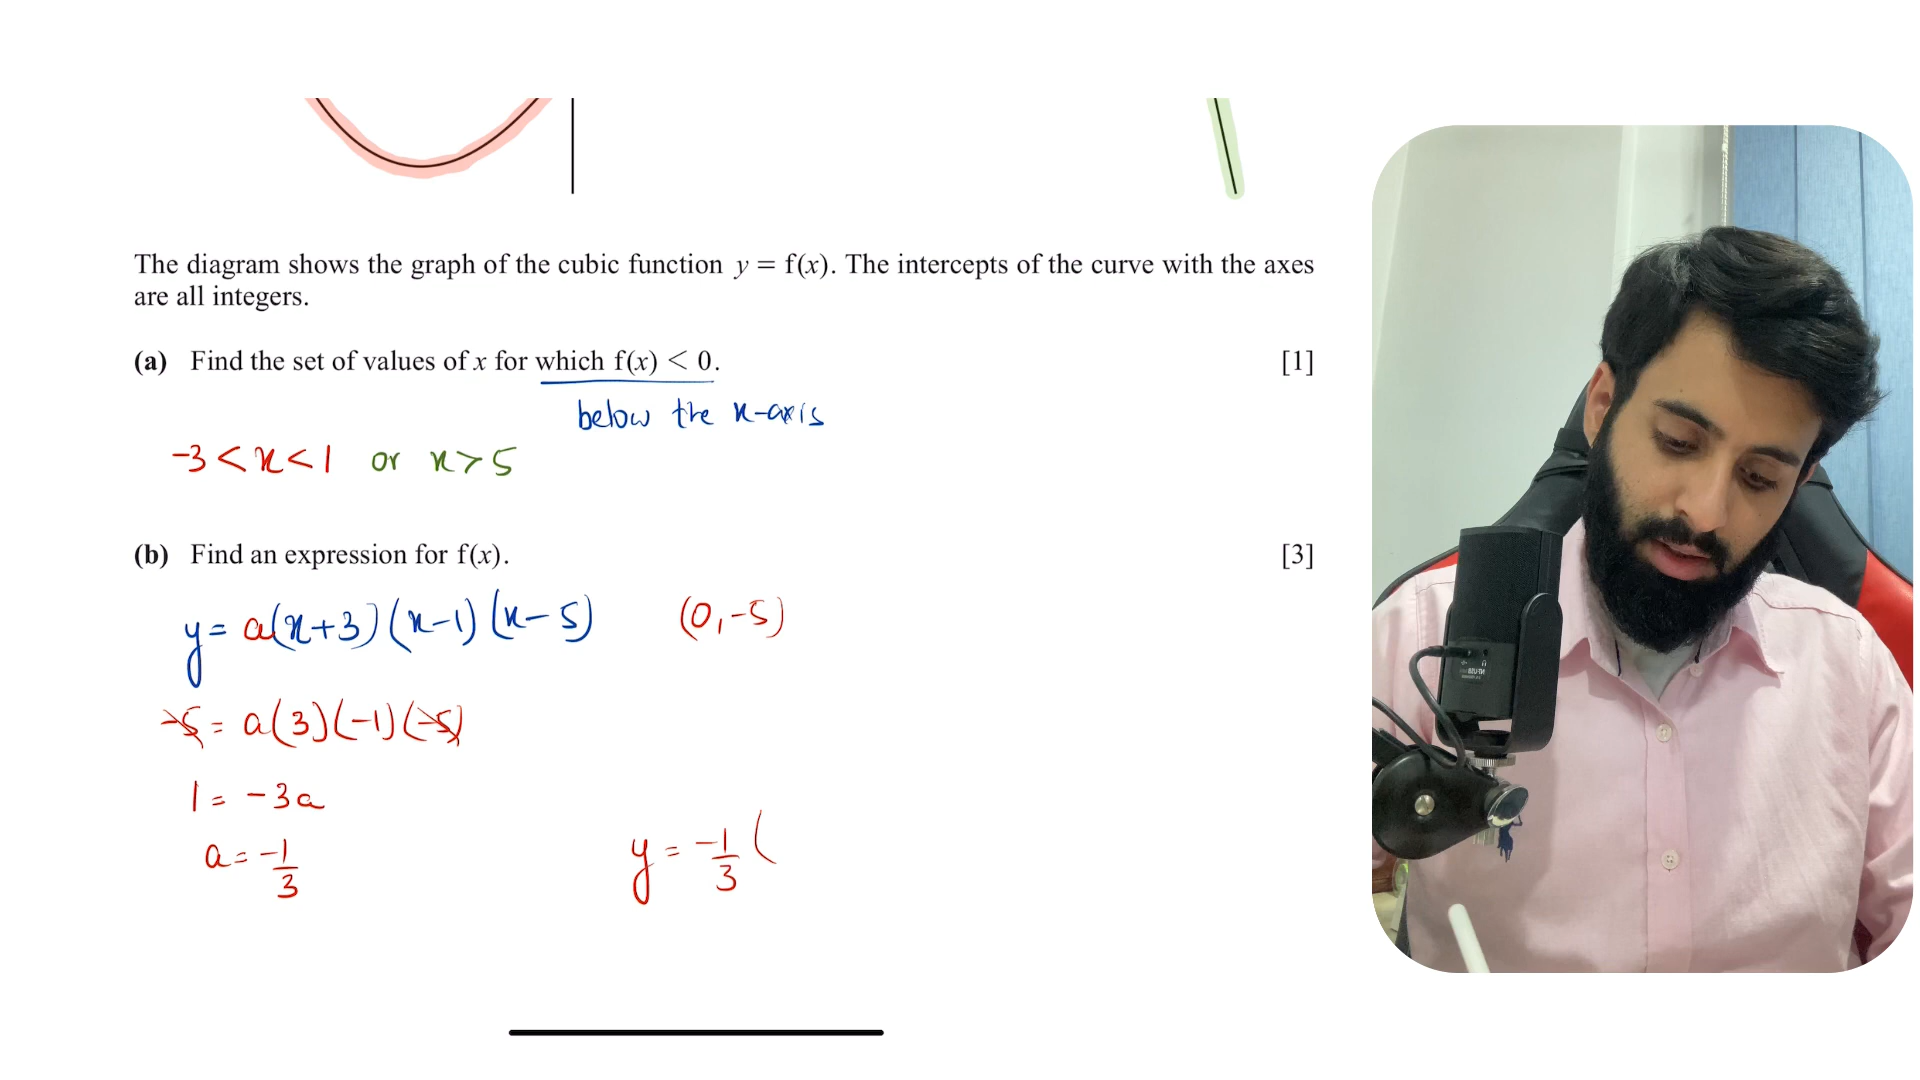 The diagram shows the graph of the cubic function y = f(x). The intercepts of the curve with the axes
are all integers.
(a) Find the set of values of x for which f(x) < 0. [1]
below the x-axis
-3 < x < 1 or x > 5
(b) Find an expression for f(x). [3]
y = a(x+3)(x-1)(x-5) (0,-5)
-5 = a(3)(-1)(-5)
1 = -3a
a = -1/3
y = -1/3 (